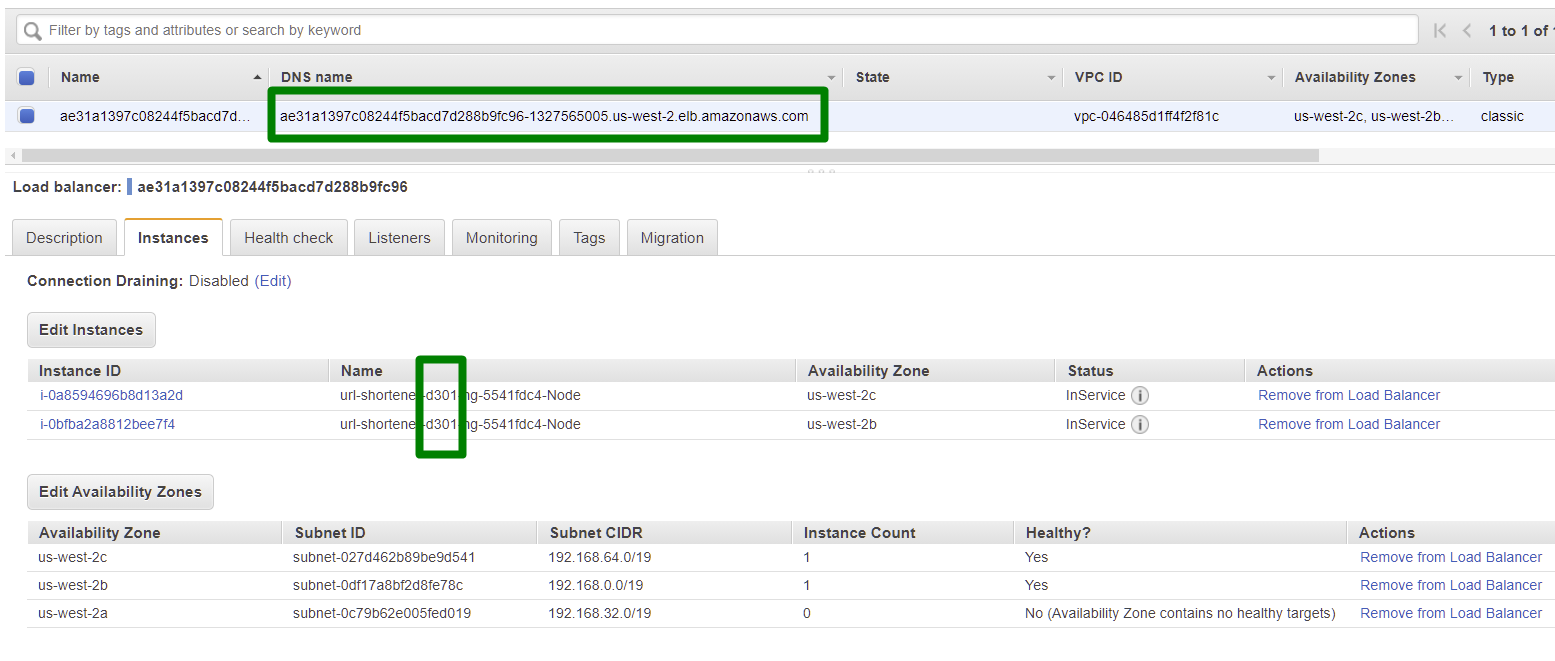 Filter by tags and attributes or search by keyword 1 to 1 of
Name DNS name State VPC ID Availability Zones Type
ae31a1397c08244f5bacd7d... ae31a1397c08244f5bacd7d288b9fc96-1327565005.us-west-2.elb.amazonaws.com vpc-046485d1ff4f2f81c us-west-2c, us-west-2b... classic
Load balancer: ae31a1397c08244f5bacd7d288b9fc96
Description Instances Health check Listeners Monitoring Tags Migration
Connection Draining: Disabled (Edit)
Edit Instances
Instance ID Name Availability Zone Status Actions
i-0a8594696b8d13a2d url-shortene -d301 ng-5541fdc4-Node us-west-2c InService Remove from Load Balancer
i-0bfba2a8812bee7f4 url-shortene -d301 ng-5541fdc4-Node us-west-2b InService Remove from Load Balancer
Edit Availability Zones
Availability Zone Subnet ID Subnet CIDR Instance Count Healthy? Actions
us-west-2c subnet-027d462b89be9d541 192.168.64.0/19 1 Yes Remove from Load Balancer
us-west-2b subnet-0df17a8bf2d8fe78c 192.168.0.0/19 1 Yes Remove from Load Balancer
us-west-2a subnet-0c79b62e005fed019 192.168.32.0/19 0 No (Availability Zone contains no healthy targets) Remove from Load Balancer